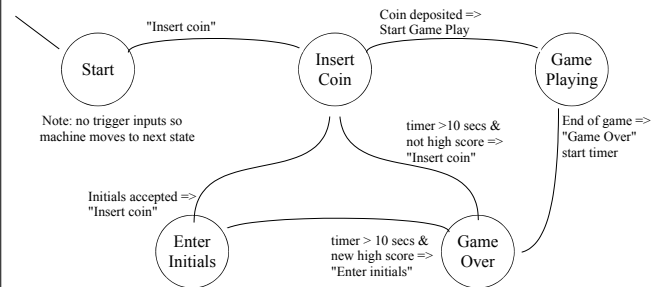 "Insert coin"
Coin deposited =>
Start Game Play
Start
Insert
Coin
Game
Playing
Note: no trigger inputs so
machine moves to next state
timer >10 secs &
not high score =>
"Insert coin"
End of game =>
"Game Over"
start timer
Initials accepted =>
"Insert coin"
Enter
Initials
timer > 10 secs &
new high score =>
"Enter initials"
Game
Over